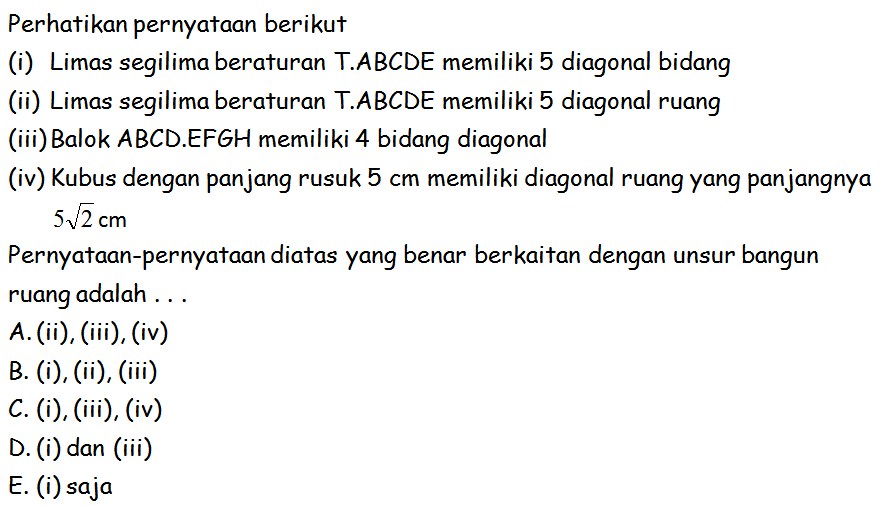 Perhatikan pernyataan berikut
(i) Limas segilima beraturan T.ABCDE memiliki 5 diagonal bidang
(ii) Limas segilima beraturan T.ABCDE memiliki 5 diagonal ruang
(iii) Balok ABCD.EFGH memiliki 4 bidang diagonal
(iv) Kubus dengan panjang rusuk 5 cm memiliki diagonal ruang yang panjangnya
5√2 cm
Pernyataan-pernyataan diatas yang benar berkaitan dengan unsur bangun
ruang adalah . . .
A. (ii), (iii), (iv)
B. (i), (ii), (iii)
C. (i), (iii), (iv)
D. (i) dan (iii)
E. (i) saja